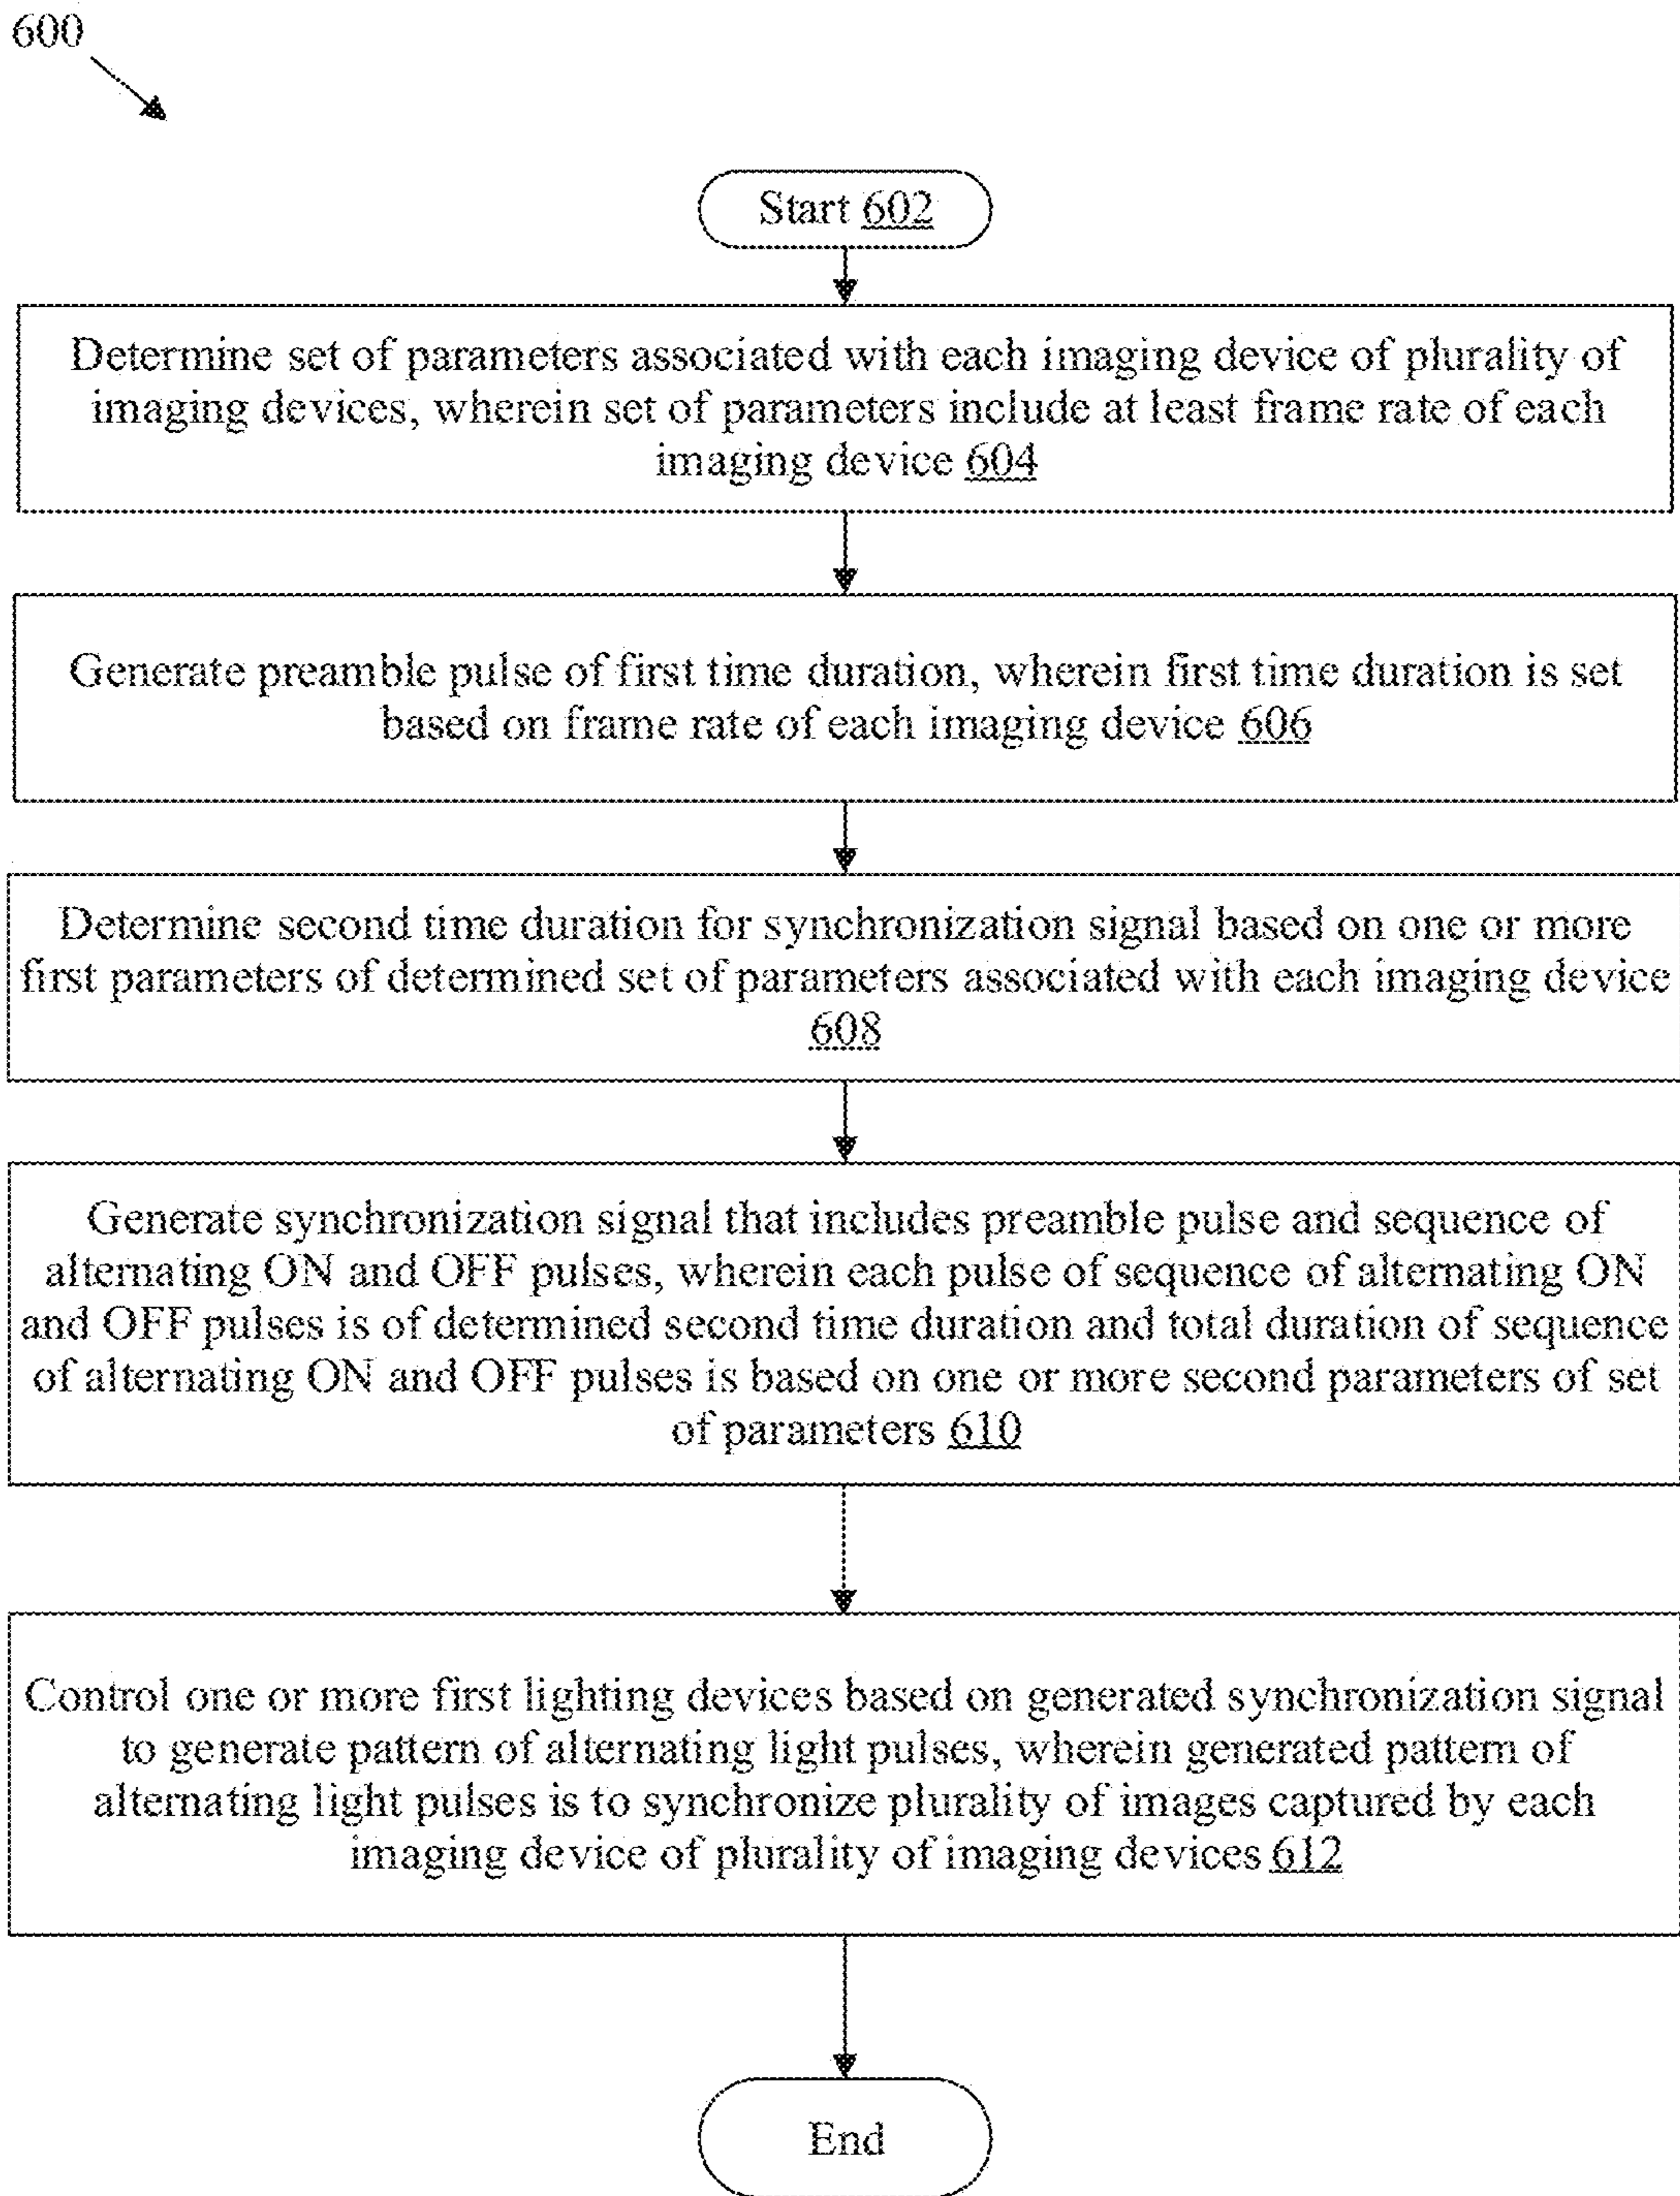 600
Start 602
Determine set of parameters associated with each imaging device of plurality of
imaging devices, wherein set of parameters include at least frame rate of each
imaging device 604
Generate preamble pulse of first time duration, wherein first time duration is set
based on frame rate of each imaging device 606
Determine second time duration for synchronization signal based on one or more
first parameters of determined set of parameters associated with each imaging device
608
Generate synchronization signal that includes preamble pulse and sequence of
alternating ON and OFF pulses, wherein each pulse of sequence of alternating ON
and OFF pulses is of determined second time duration and total duration of sequence
of alternating ON and OFF pulses is based on one or more second parameters of set
of parameters 610
Control one or more first lighting devices based on generated synchronization signal
to generate pattern of alternating light pulses, wherein generated pattern of
alternating light pulses is to synchronize plurality of images captured by each
imaging device of plurality of imaging devices 612
End